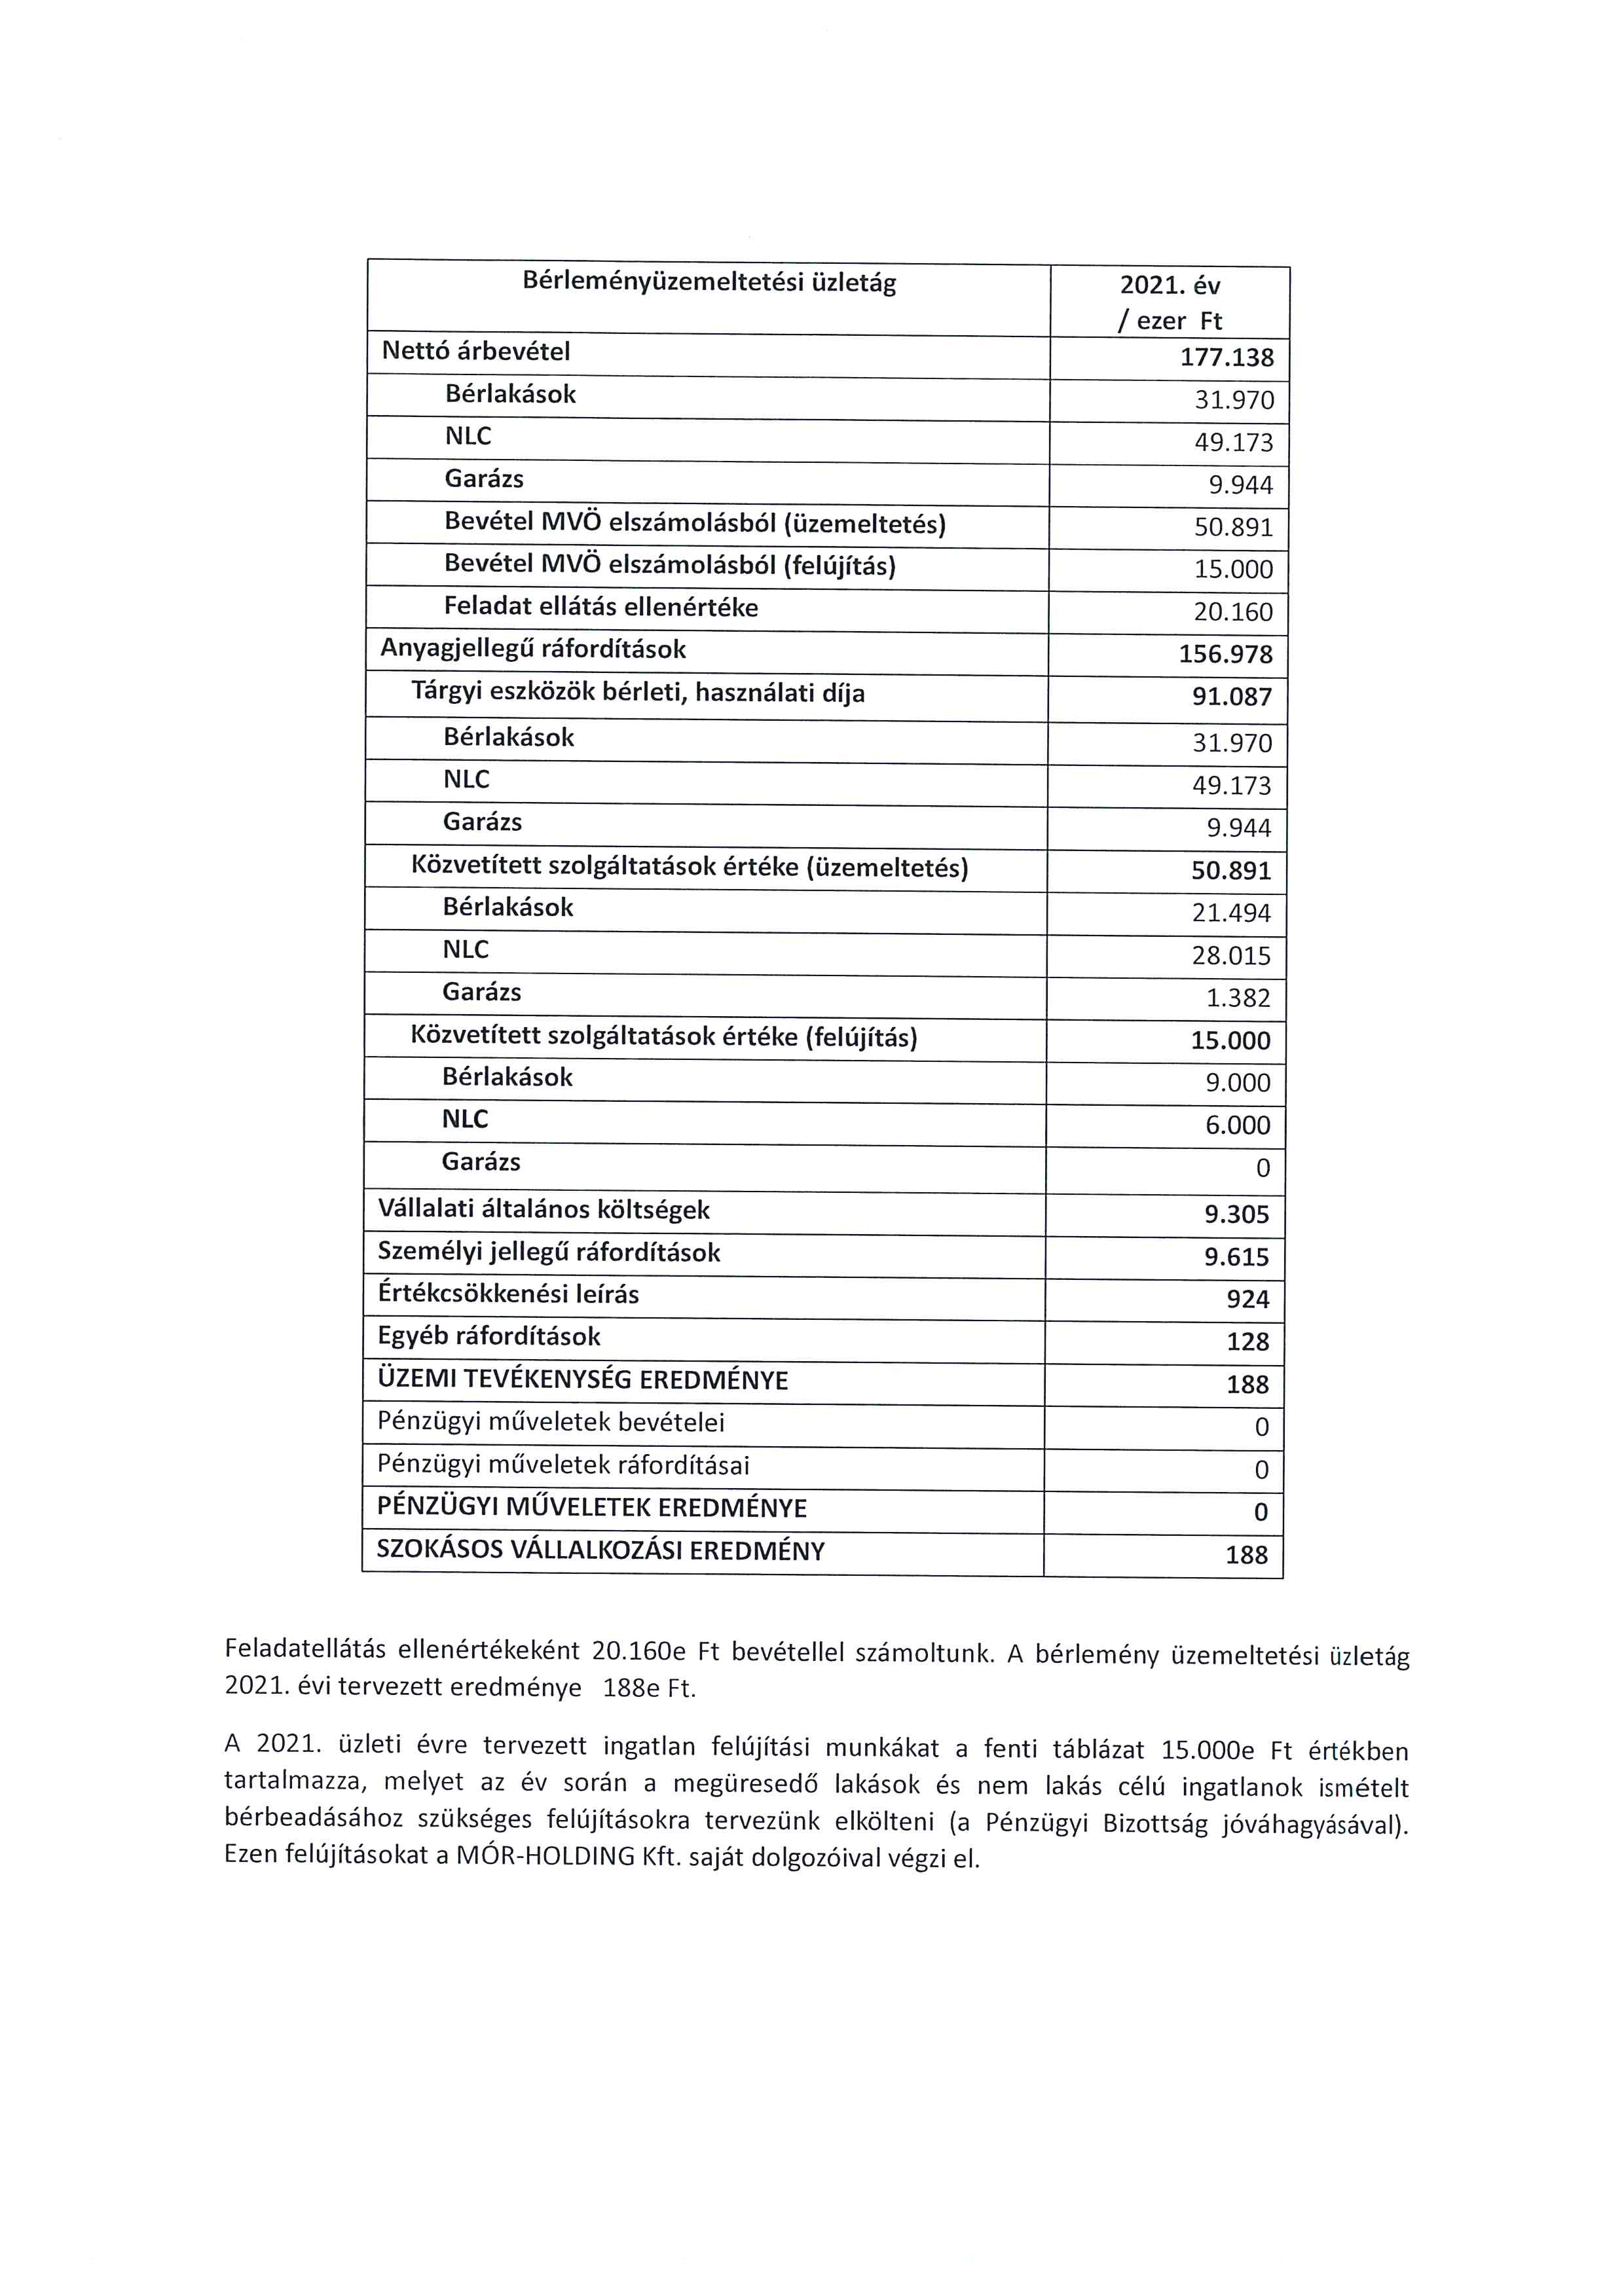 Bérleményüzemeltetési üzletág 2021. év
/ ezer Ft
Nettó árbevétel 177.138
Bérlakások 31.970
NLC 49.173
Garázs 9.944
Bevétel MVÖ elszámolásból (üzemeltetés) 50.891
Bevétel MVÖ elszámolásból (felújítás) 15.000
Feladat ellátás ellenértéke 20.160
Anyagjellegű ráfordítások 156.978
Tárgyi eszközök bérleti, használati díja 91.087
Bérlakások 31.970
NLC 49.173
Garázs 9.944
Közvetített szolgáltatások értéke (üzemeltetés) 50.891
Bérlakások 21.494
NLC 28.015
Garázs 1.382
Közvetített szolgáltatások értéke (felújítás) 15.000
Bérlakások 9.000
NLC 6.000
Garázs 0
Vállalati általános költségek 9.305
Személyi jellegű ráfordítások 9.615
Értékcsökkenési leírás 924
Egyéb ráfordítások 128
ÜZEMI TEVÉKENYSÉG EREDMÉNYE 188
Pénzügyi műveletek bevételei 0
Pénzügyi műveletek ráfordításai 0
PÉNZÜGYI MŰVELETEK EREDMÉNYE 0
SZOKÁSOS VÁLLALKOZÁSI EREDMÉNY 188
Feladatellátás ellenértékeként 20.160e Ft bevétellel számoltunk. A bérlemény üzemeltetési üzletág
2021. évi tervezett eredménye 188e Ft.
A 2021. üzleti évre tervezett ingatlan felújítási munkákat a fenti táblázat 15.000e Ft értékben
tartalmazza, melyet az év során a megüresedő lakások és nem lakás célú ingatlanok ismételt
bérbeadásához szükséges felújításokra tervezünk elkölteni (a Pénzügyi Bizottság jóváhagyásával).
Ezen felújításokat a MÓR-HOLDING Kft. saját dolgozóival végzi el.